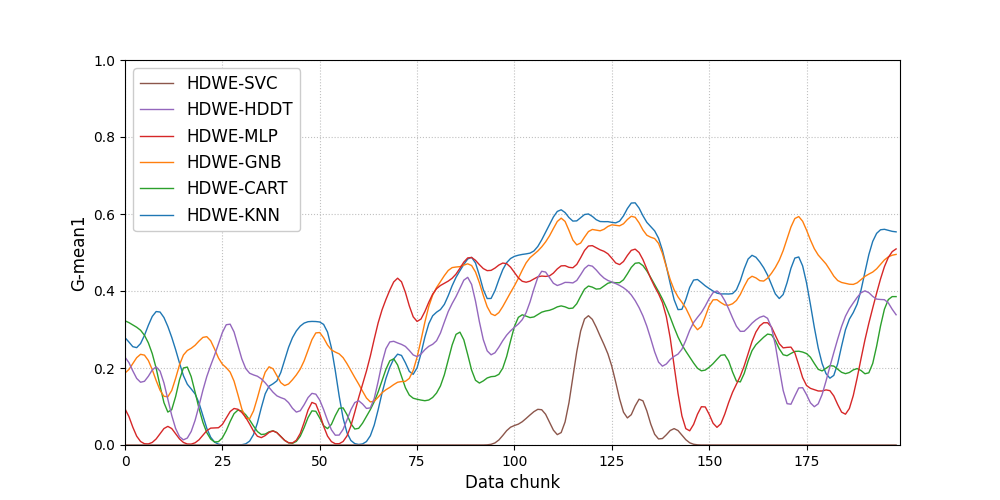 1.0
0.8
0.6
0.4
0.2
0.0
G-mean1
HDWE-SVC
HDWE-HDDT
HDWE-MLP
HDWE-GNB
HDWE-CART
HDWE-KNN
0 25 50 75 100 125 150 175
Data chunk